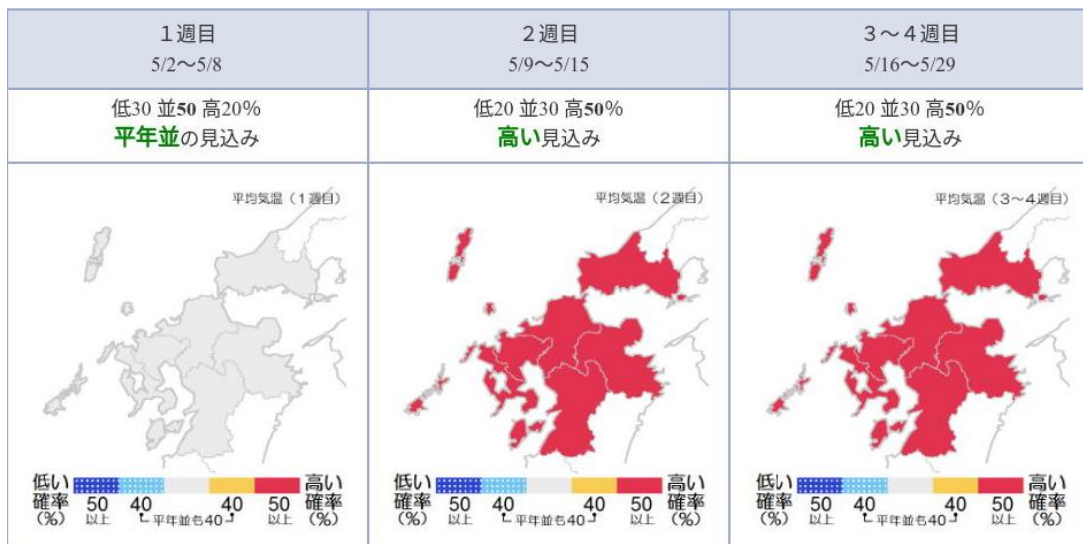 １週目
5/2～5/8
２週目
5/9～5/15
３～４週目
5/16～5/29
低30 並50 高20%
平年並の見込み
低20 並30 高50%
高い見込み
低20 並30 高50%
高い見込み
平均気温（１週目）
平均気温（２週目）
平均気温（３～４週目）
低い
確率
(%)
50
以上
40
平年並も40
40
50
以上
高い
確率
(%)
低い
確率
(%)
50
以上
40
平年並も40
40
50
以上
高い
確率
(%)
低い
確率
(%)
50
以上
40
平年並も40
40
50
以上
高い
確率
(%)